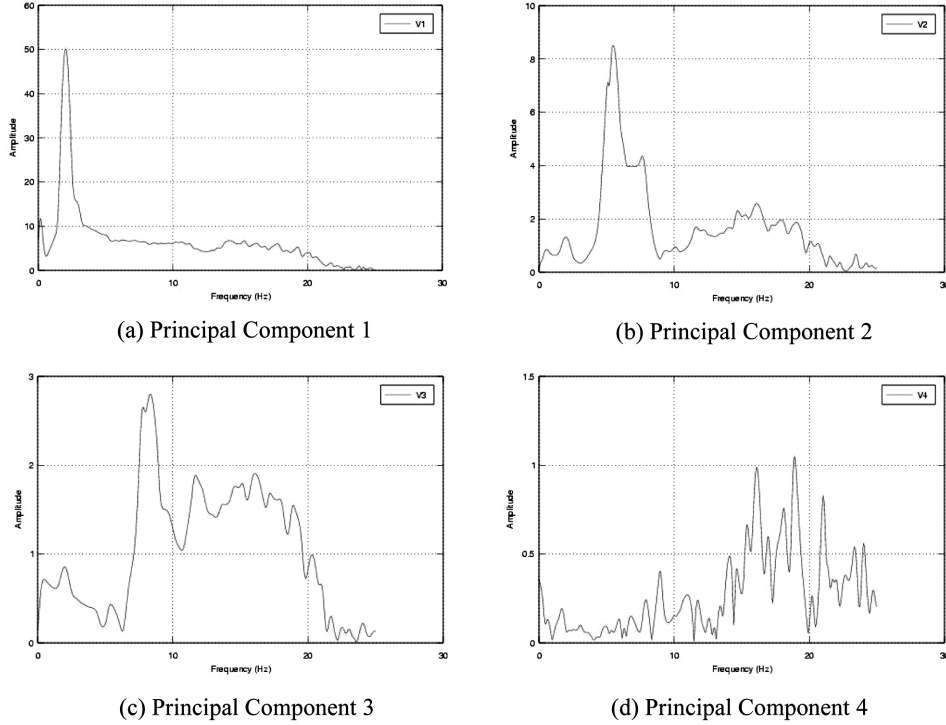 60
50
40
30
20
10
0
0
10
20
30
Amplitude
Frequency (Hz)
V1
(a) Principal Component 1
10
8
6
4
2
0
0
10
20
30
Amplitude
Frequency (Hz)
V2
(b) Principal Component 2
3
2
1
0
0
10
20
30
Amplitude
Frequency (Hz)
V3
(c) Principal Component 3
1.5
1
0.5
0
0
10
20
30
Amplitude
Frequency (Hz)
V4
(d) Principal Component 4